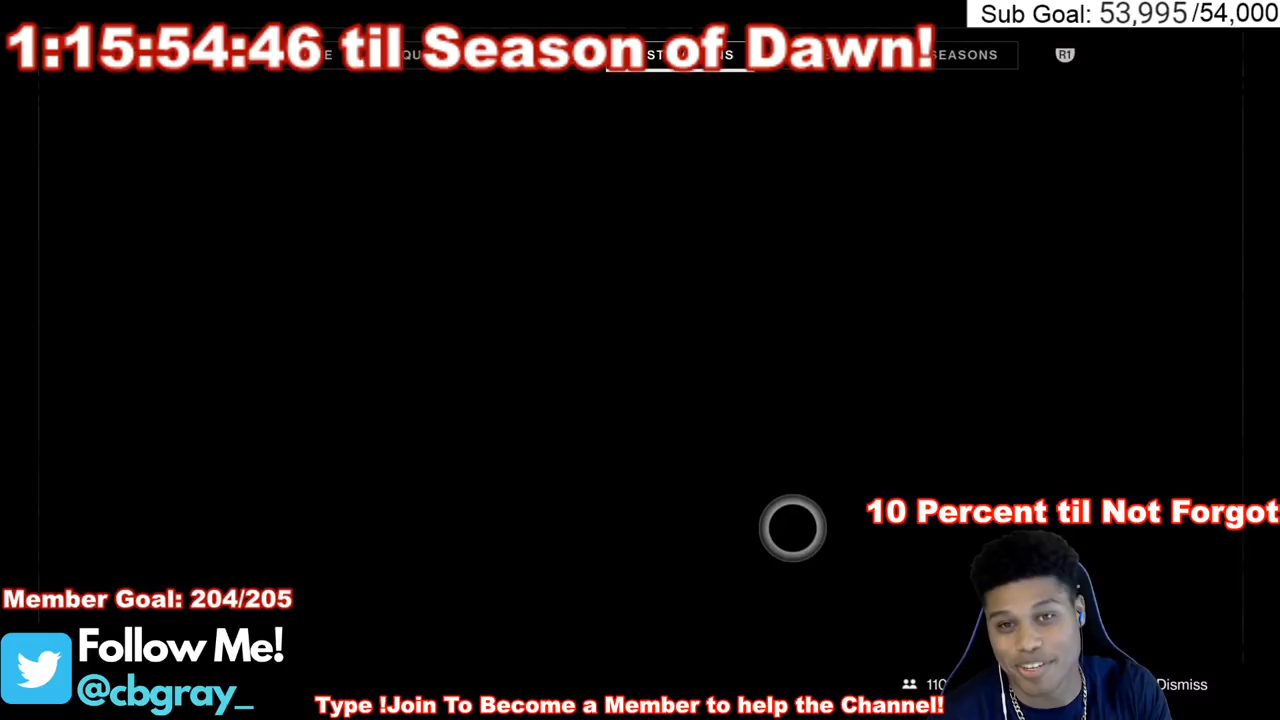 Sub Goal: 53,995/54,000
1:15:54:46 til Season of Dawn!
SEASONS
R1
10 Percent til Not Forgot
Member Goal: 204/205
Follow Me!
@cbgray_
Dismiss
Type !Join To Become a Member to help the Channel!